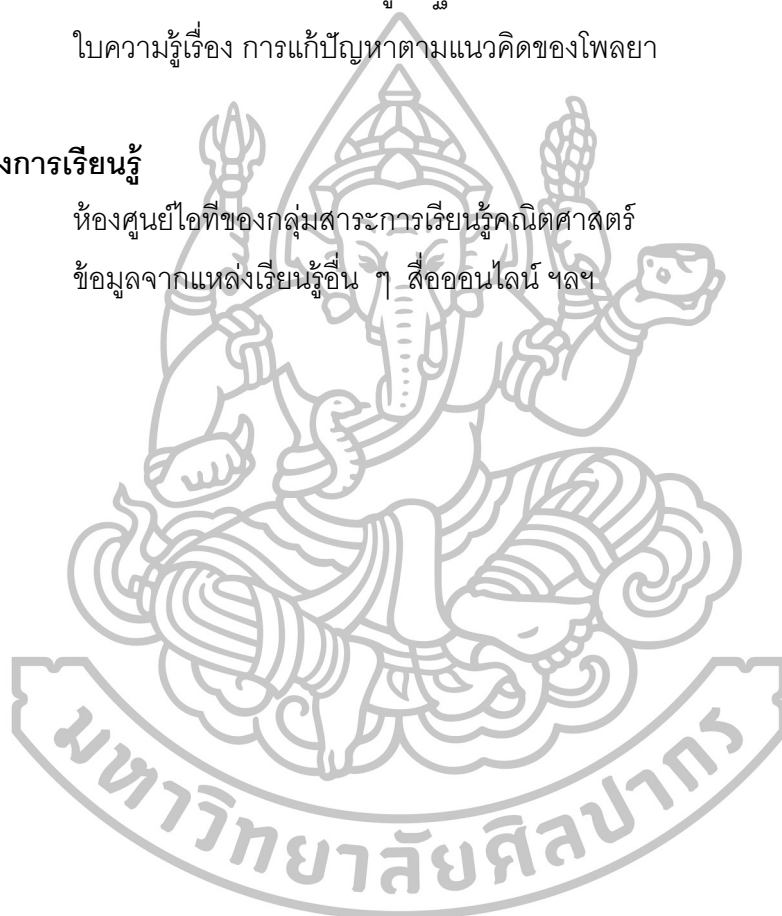 ใบความรู้เรื่อง การแก้ปัญหาตามแนวคิดของโพลยา
งการเรียนรู้
ห้องศูนย์ไอทีของกลุ่มสาระการเรียนรู้คณิตศาสตร์
ข้อมูลจากแหล่งเรียนรู้อื่น ๆ สื่อออนไลน์ ฯลฯ
มหาวิทยาลัยศิลปากร